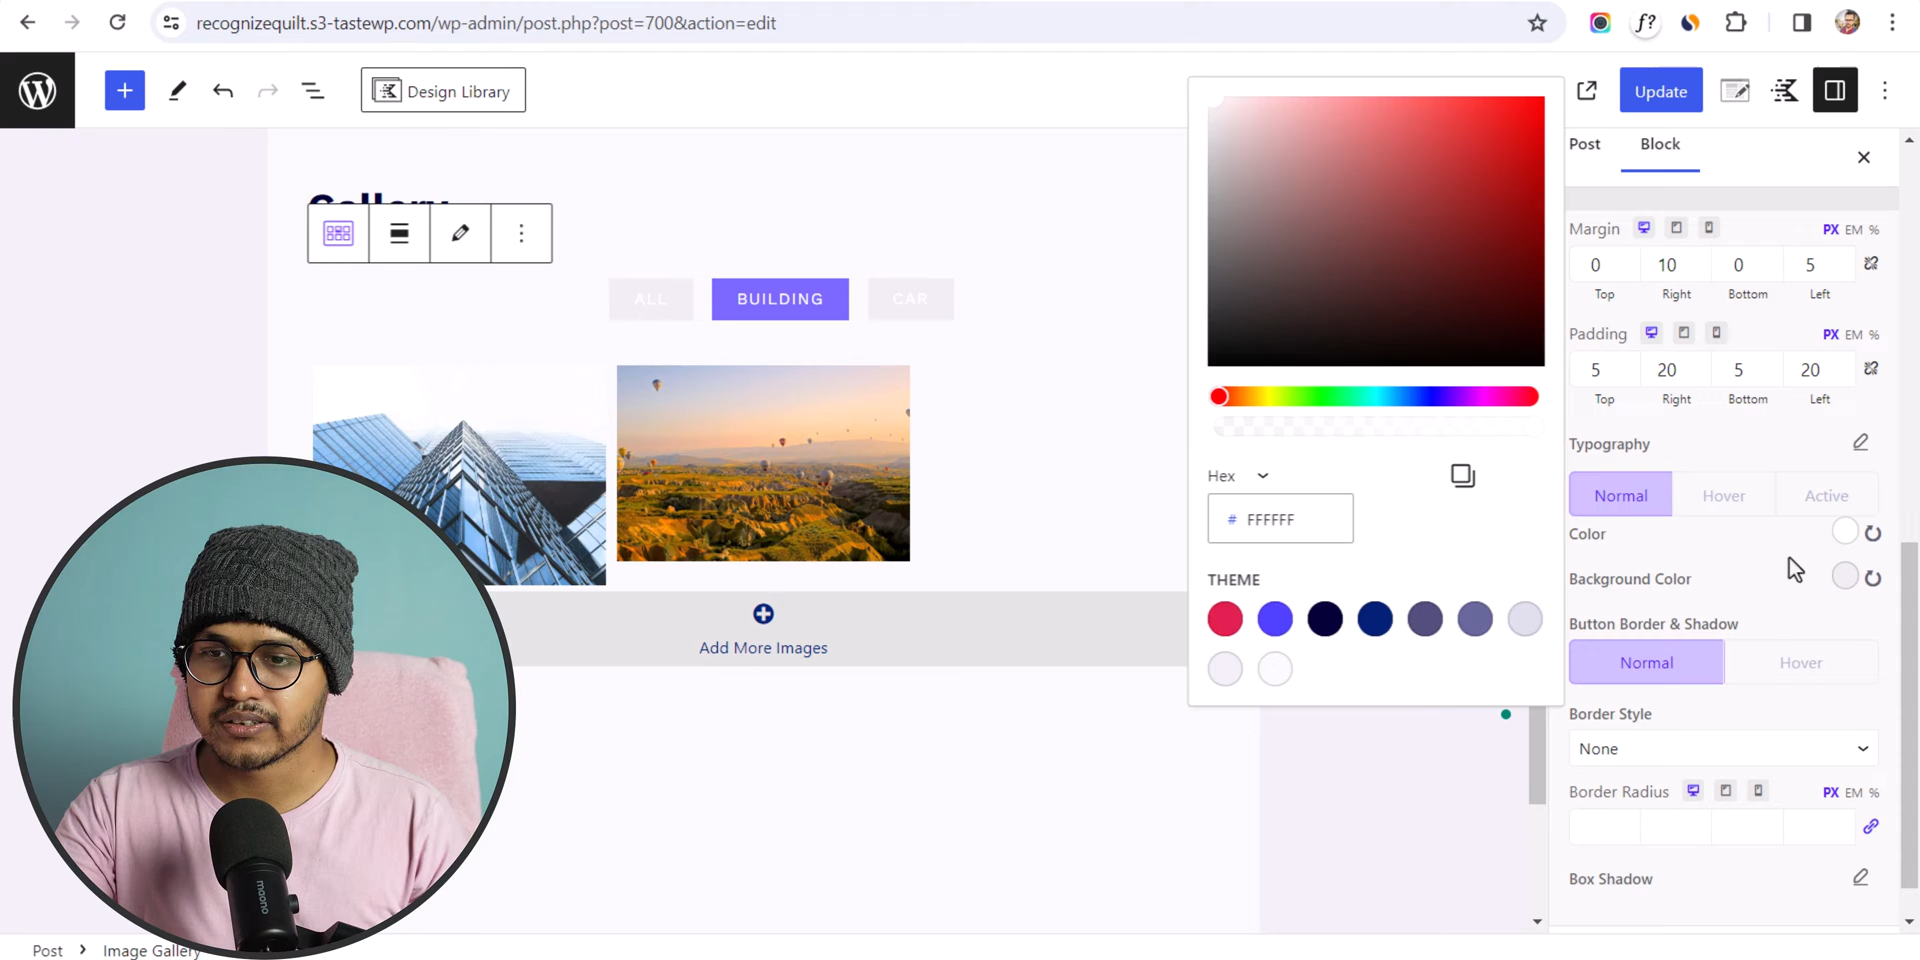 recognizequilt.s3-tastewp.com/wp-admin/post.php?post=700&action=edit
f?
Design Library
Update
Post
Block
Gallery
Margin
PX EM %
0 10 0 5
Top Right Bottom Left
ALL
BUILDING
CAR
Padding
PX EM %
5 20 5 20
Top Right Bottom Left
Typography
Hex
Normal
Hover
Active
# FFFFFF
Color
THEME
Background Color
Add More Images
Button Border & Shadow
Normal
Hover
Border Style
None
Border Radius
PX EM %
Box Shadow
maono
Post
Image Gallery